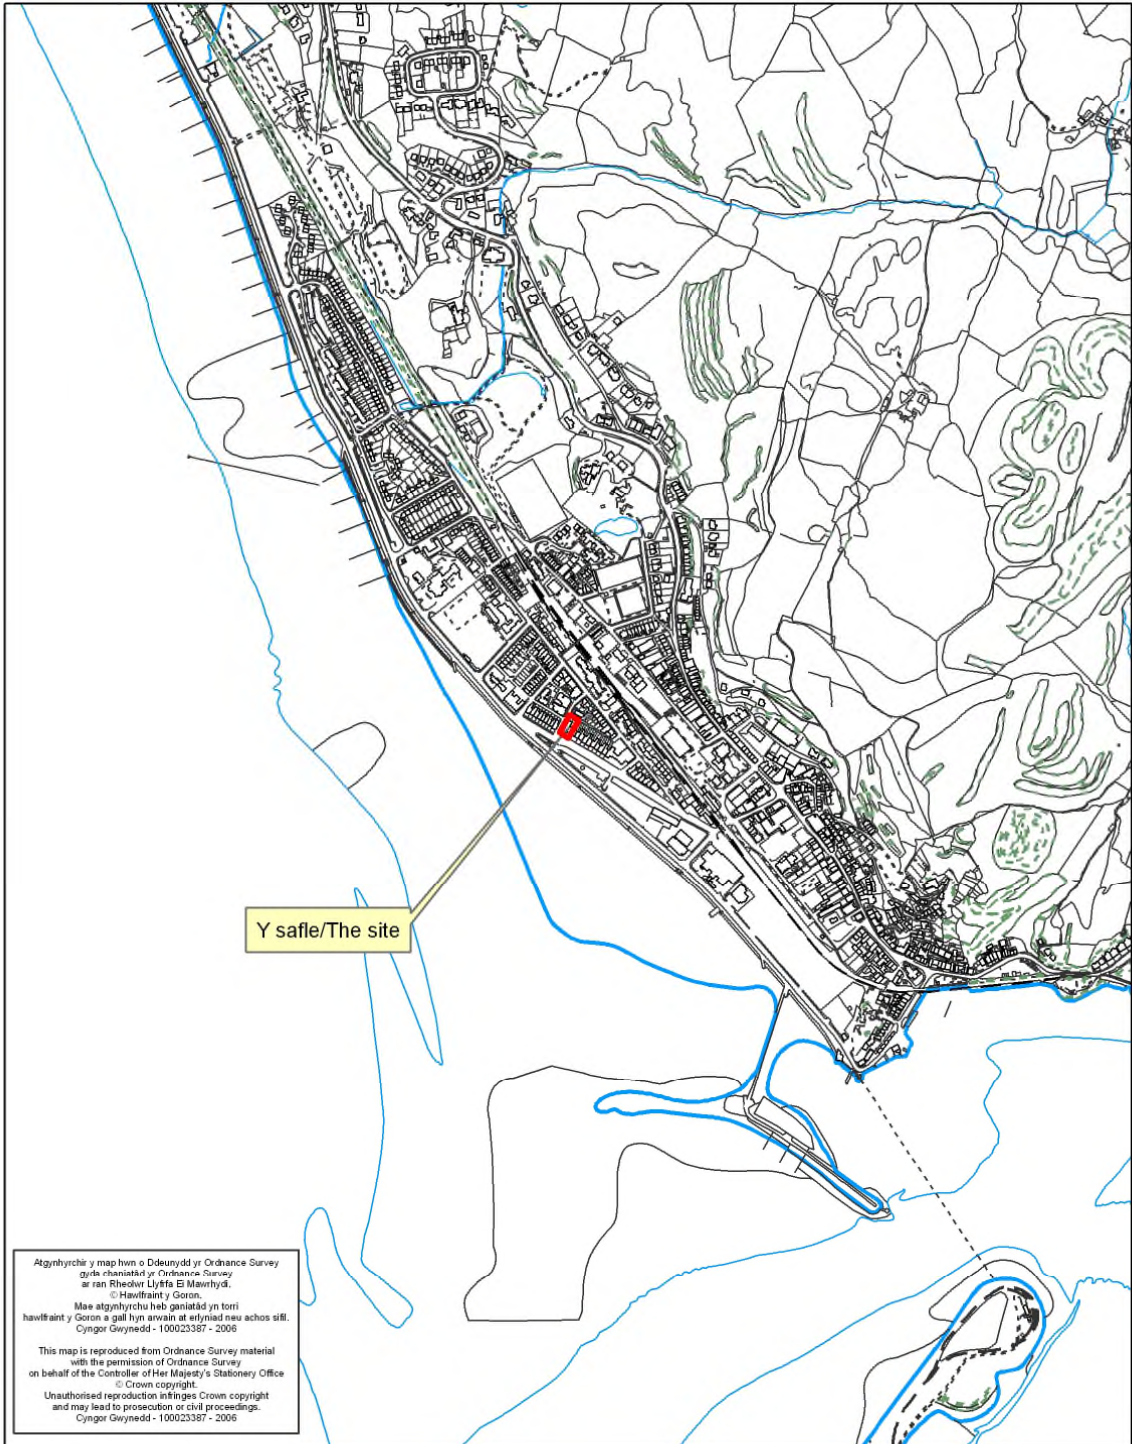 Y safle/The site
Atgynhyrchir y map hwn o Ddeunydd yr Ordnance Survey
gyda chaniatâd yr Ordnance Survey
ar ran Rheolwr Llyfrfa Ei Mawrhydi.
© Hawlfraint y Goron.
Mae atgynhyrchu heb ganiatâd yn torri
hawlfraint y Goron a gall hyn arwain at erlyniad neu achos sifil.
Cyngor Gwynedd - 100023387 - 2006
This map is reproduced from Ordnance Survey material
with the permission of Ordnance Survey
on behalf of the Controller of Her Majesty's Stationery Office
© Crown copyright.
Unauthorised reproduction infringes Crown copyright
and may lead to prosecution or civil proceedings.
Cyngor Gwynedd - 100023387 - 2006